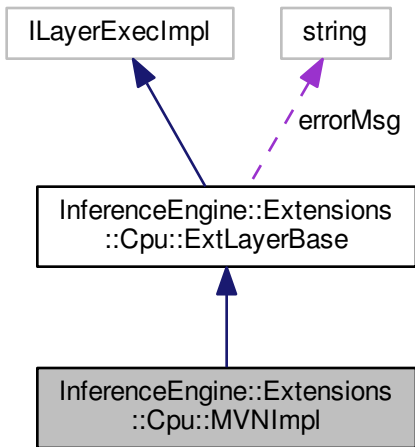 ILayerExecImpl
string
errorMsg
InferenceEngine::Extensions
::Cpu::ExtLayerBase
InferenceEngine::Extensions
::Cpu::MVNImpl